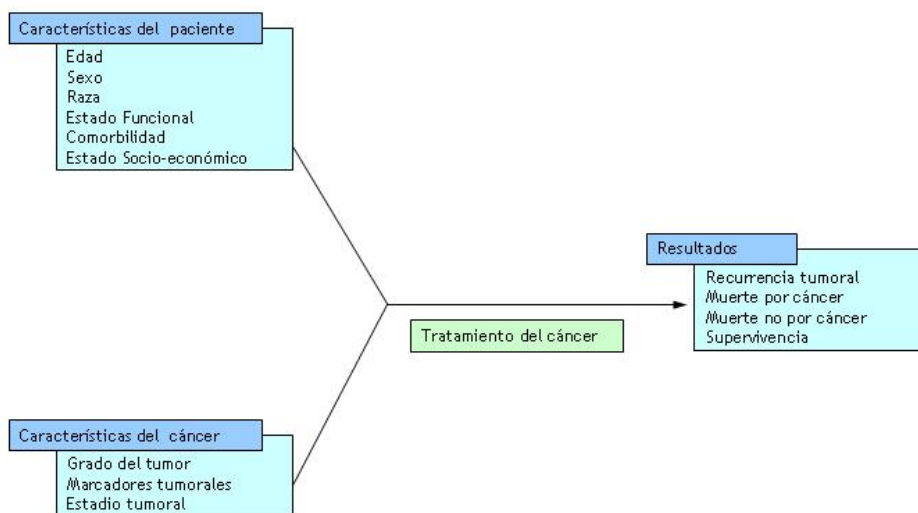 Características del paciente
Edad
Sexo
Raza
Estado Funcional
Comorbilidad
Estado Socio-económico
Resultados
Recurrencia tumoral
Muerte por cáncer
Muerte no por cáncer
Supervivencia
Tratamiento del cáncer
Características del cáncer
Grado del tumor
Marcadores tumorales
Estadio tumoral